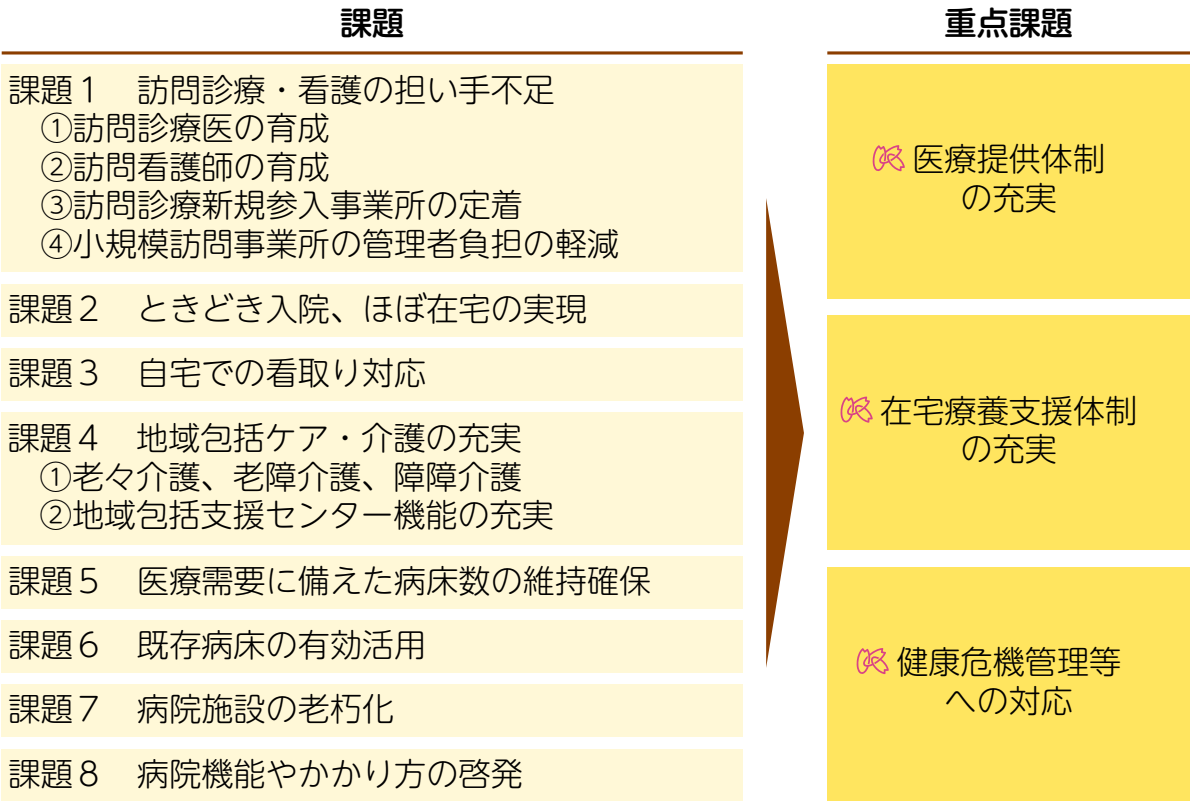 課題
課題1　訪問診療・看護の担い手不足
①訪問診療医の育成
②訪問看護師の育成
③訪問診療新規参入事業所の定着
④小規模訪問事業所の管理者負担の軽減
課題2　ときどき入院、ほぼ在宅の実現
課題3　自宅での看取り対応
課題4　地域包括ケア・介護の充実
①老々介護、老障介護、障障介護
②地域包括支援センター機能の充実
課題5　医療需要に備えた病床数の維持確保
課題6　既存病床の有効活用
課題7　病院施設の老朽化
課題8　病院機能やかかり方の啓発
重点課題
医療提供体制
の充実
在宅療養支援体制
の充実
健康危機管理等
への対応